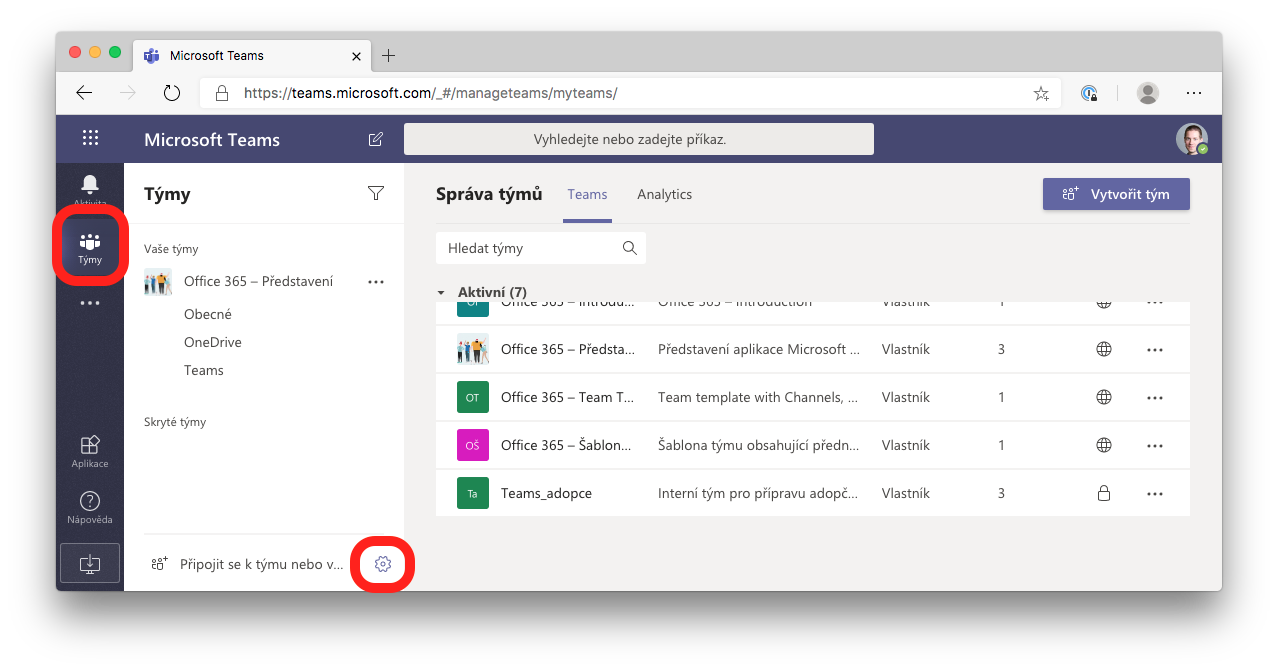 Microsoft Teams
https://teams.microsoft.com/_#/manageteams/myteams/
Microsoft Teams
Vyhledejte nebo zadejte příkaz.
Aktivita
Týmy
Aplikace
Nápověda
Týmy
Vaše týmy
Office 365 – Představení
Obecné
OneDrive
Teams
Skryté týmy
Připojit se k týmu nebo v...
Správa týmů Teams Analytics
Vytvořit tým
Hledat týmy
Aktivní (7)
Office 365 – Introdu... Office 365 – Introduction Vlastník 1
Office 365 – Předsta... Představení aplikace Microsoft ... Vlastník 3
OT Office 365 – Team T... Team template with Channels, ... Vlastník 1
OŠ Office 365 – Šablon... Šablona týmu obsahující předn... Vlastník 1
Ta Teams_adopce Interní tým pro přípravu adopč... Vlastník 3